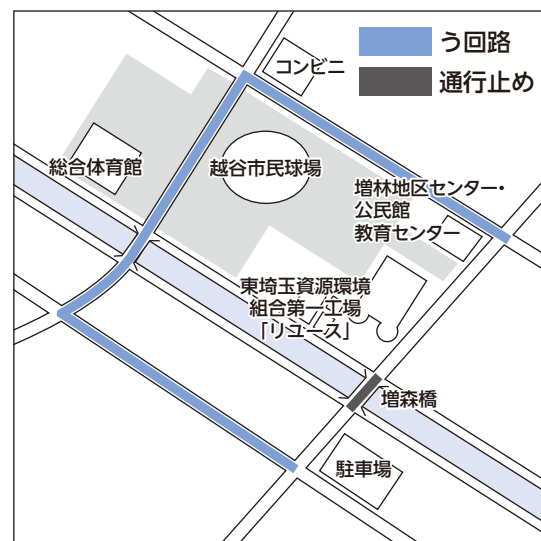 う回路
通行止め
コンビニ
総合体育館
越谷市民球場
増林地区センター・
公民館
教育センター
東埼玉資源環境
組合第一工場
「リユース」
増森橋
駐車場